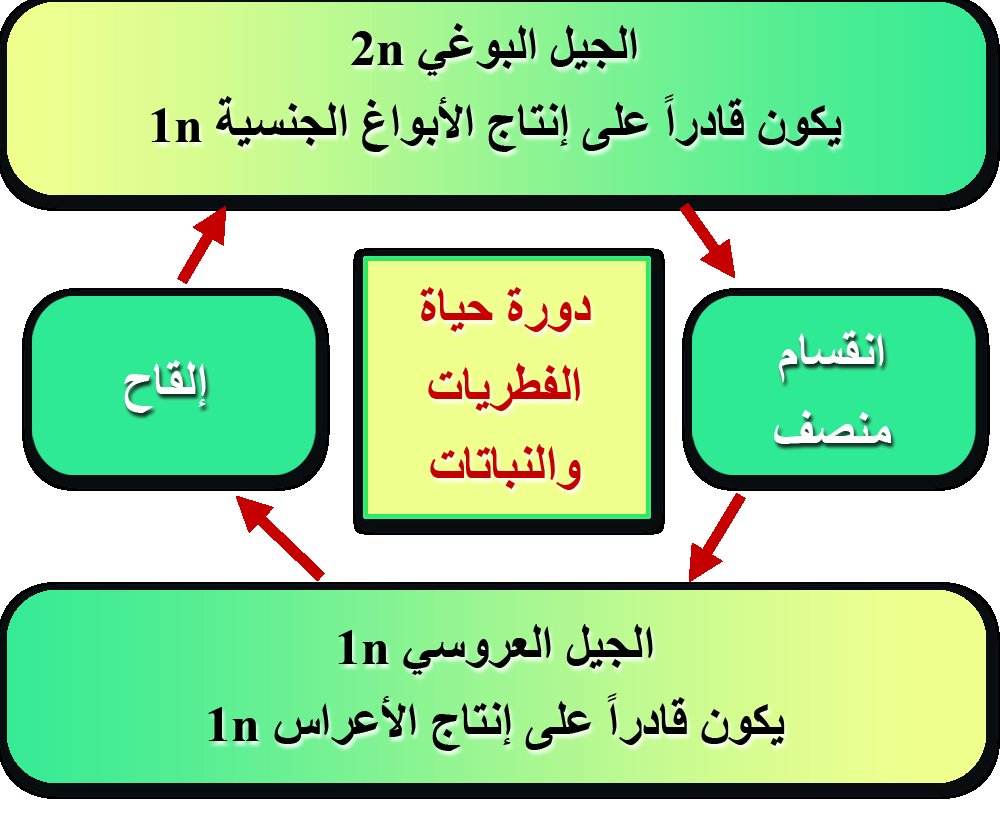 الجيل البوغي 2n
يكون قادراً على إنتاج الأبواغ الجنسية 1n
انقسام
منصف
دورة حياة
الفطريات
والنباتات
إلقاح
الجيل العروسي 1n
يكون قادراً على إنتاج الأعراس 1n